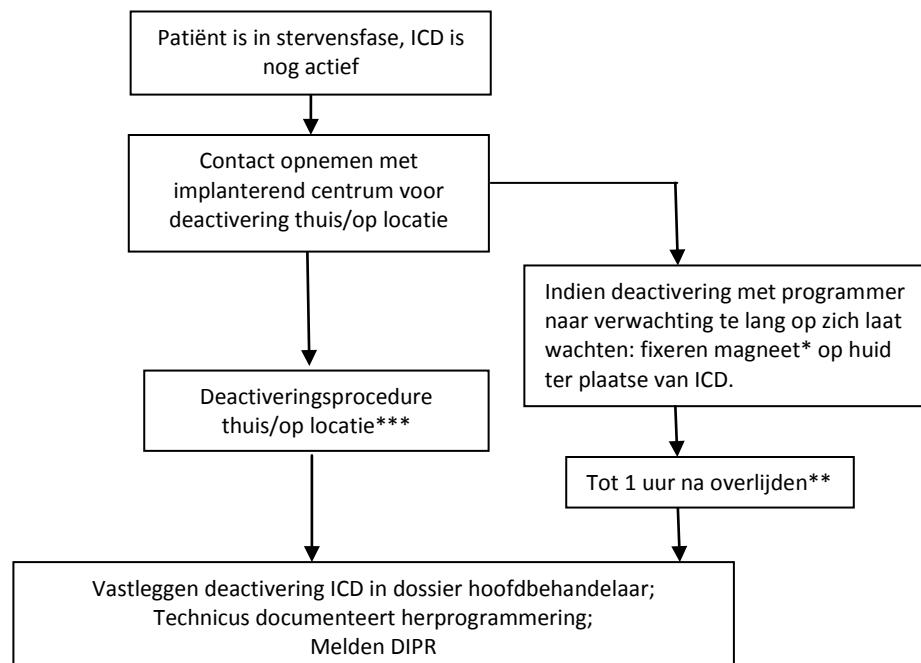 Patiënt is in stervensfase, ICD is
nog actief
Contact opnemen met
implanterend centrum voor
deactivering thuis/op locatie
Indien deactivering met programmer
naar verwachting te lang op zich laat
wachten: fixeren magneet* op huid
ter plaatse van ICD.
Deactiveringsprocedure
thuis/op locatie***
Tot 1 uur na overlijden**
Vastleggen deactivering ICD in dossier hoofdbehandelaar;
Technicus documenteert herprogrammering;
Melden DIPR